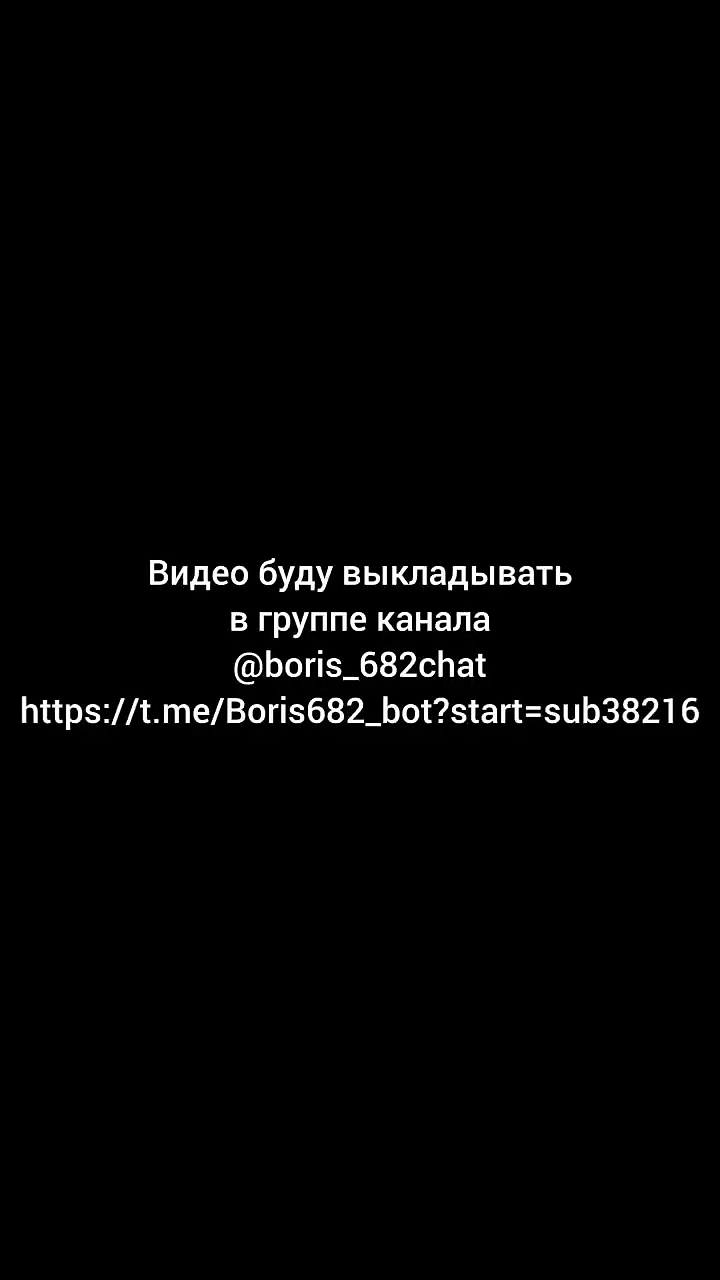 Видео буду выкладывать
в группе канала
@boris_682chat
https://t.me/Boris682_bot?start=sub38216